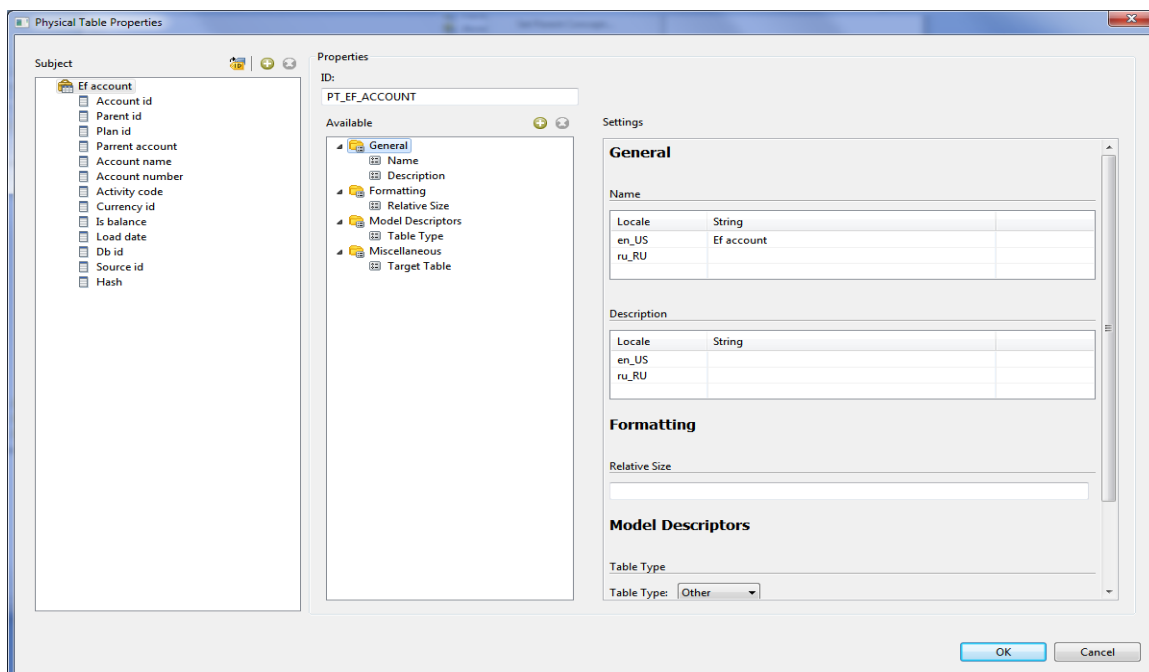 Physical Table Properties
Subject
Ef account
Account id
Parent id
Plan id
Parrent account
Account name
Account number
Activity code
Currency id
Is balance
Load date
Db id
Source id
Hash
Properties
ID:
PT_EF_ACCOUNT
Available
General
Name
Description
Formatting
Relative Size
Model Descriptors
Table Type
Miscellaneous
Target Table
Settings
General
Name
Locale String
en_US Ef account
ru_RU
Description
Locale String
en_US
ru_RU
Formatting
Relative Size
Model Descriptors
Table Type
Table Type: Other
OK Cancel